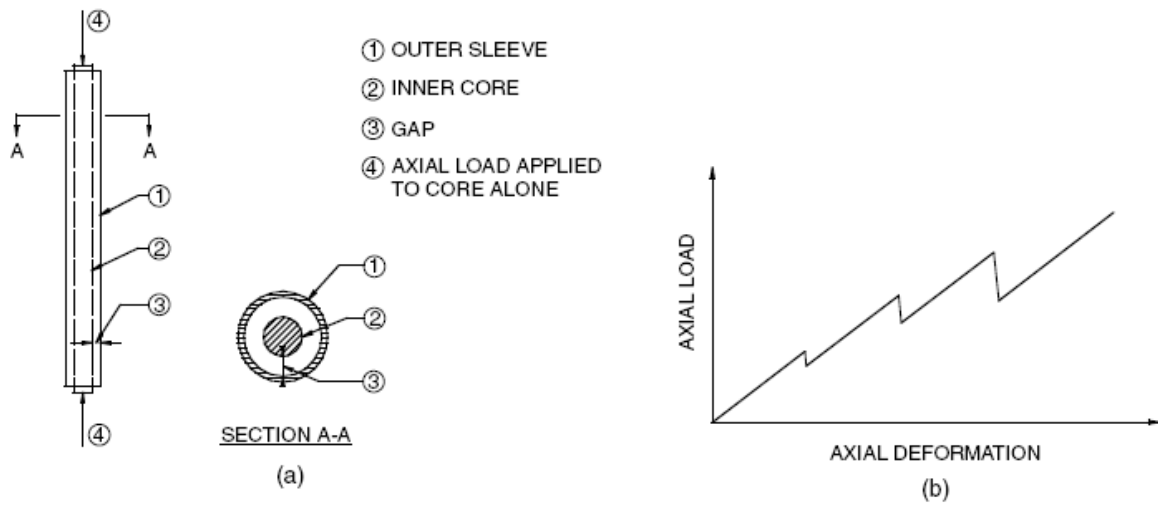 ④
A
A
①
②
③
④
① OUTER SLEEVE
② INNER CORE
③ GAP
④ AXIAL LOAD APPLIED
TO CORE ALONE
①
②
③
SECTION A-A
(a)
AXIAL LOAD
AXIAL DEFORMATION
(b)